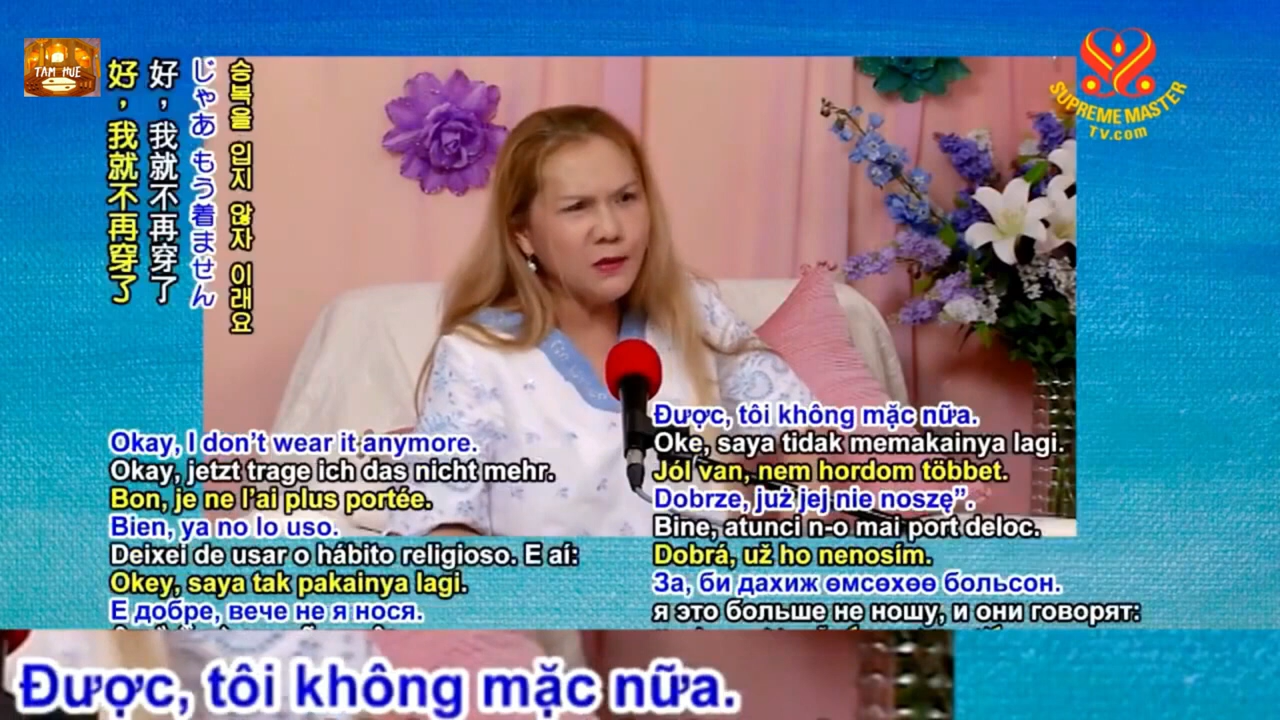 TAM HUE
SUPREME MASTER
TV.com
好，我就不再穿了
好，我就不再穿了
じゃあ もう着ません
승복을 입지 않자 이래요
Okay, I don't wear it anymore.
Okay, jetzt trage ich das nicht mehr.
Bon, je ne l'ai plus portée.
Bien, ya no lo uso.
Deixei de usar o hábito religioso. E aí:
Okey, saya tak pakainya lagi.
Е добре, вече не я нося.
Được, tôi không mặc nữa.
Oke, saya tidak memakainya lagi.
Jól van, nem hordom többet.
Dobrze, już jej nie noszę”.
Bine, atunci n-o mai port deloc.
Dobrá, už ho nenosím.
За, би дахиж өмсөхөө больсон.
я это больше не ношу, и они говорят:
Được, tôi không mặc nữa.